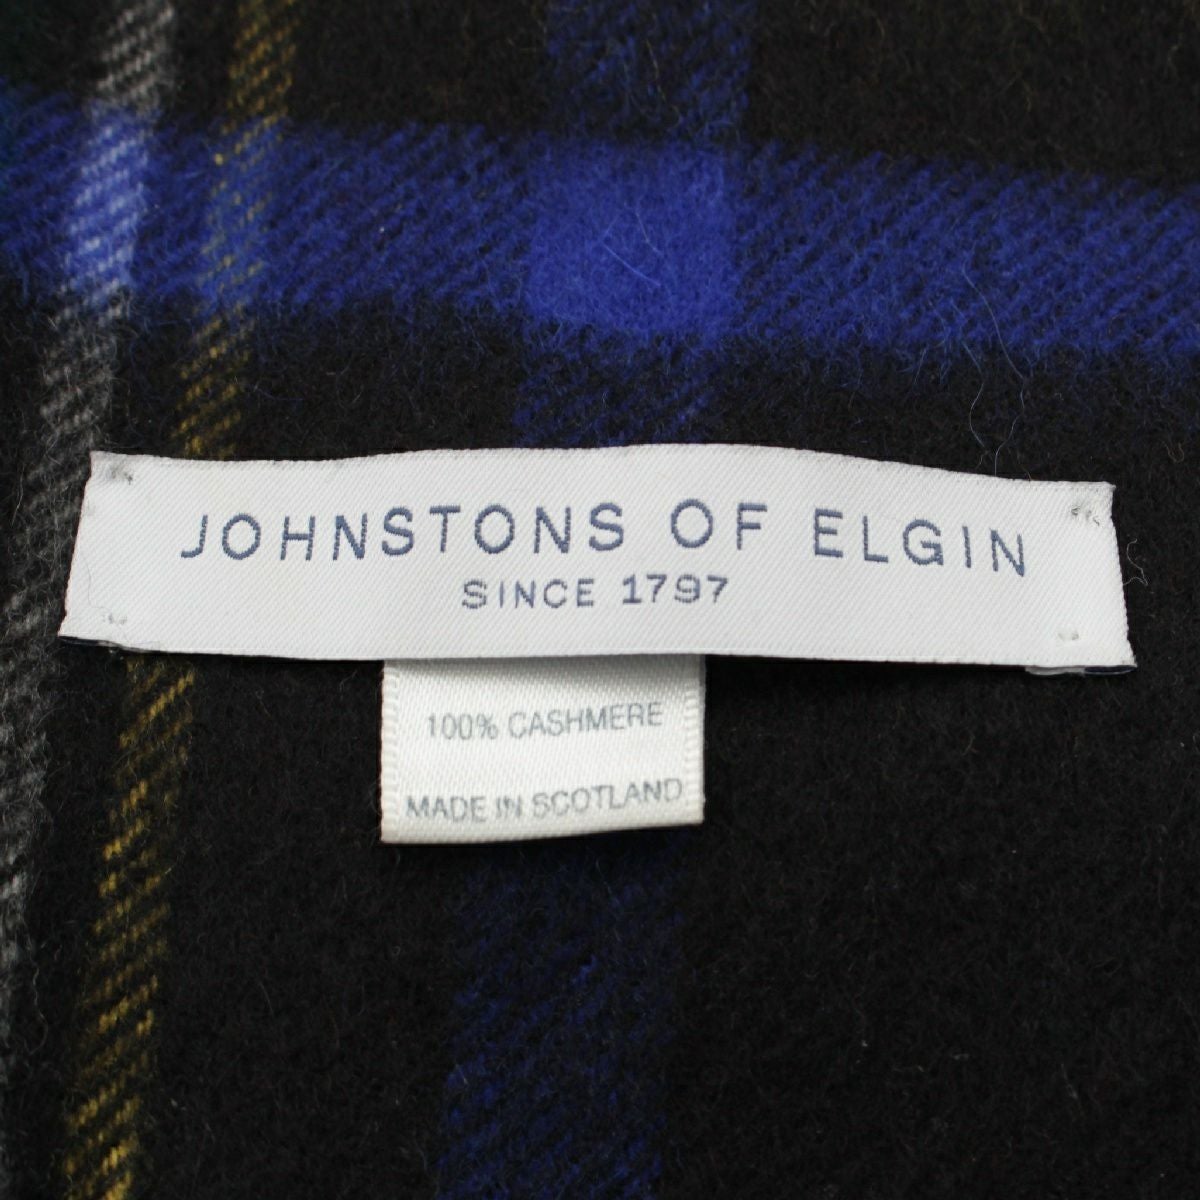 JOHNSTONS OF ELGIN
SINCE 1797
100% CASHMERE
MADE IN SCOTLAND